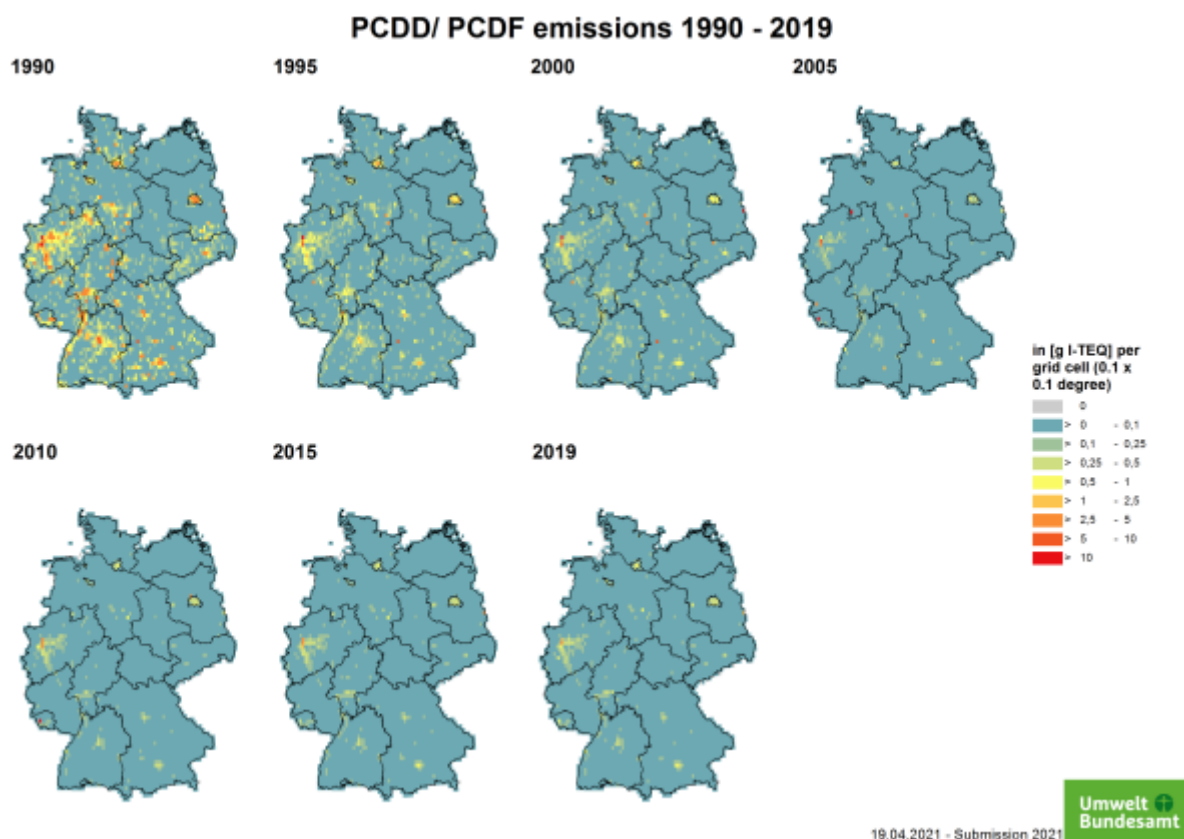 PCDD/ PCDF emissions 1990 - 2019
1990
1995
2000
2005
in [g I-TEQ] per
grid cell (0.1 x
0.1 degree)
0
> 0 - 0,1
> 0,1 - 0,25
> 0,25 - 0,5
> 0,5 - 1
> 1 - 2,5
> 2,5 - 5
> 5 - 10
> 10
2010
2015
2019
Umwelt
Bundesamt
19.04.2021 - Submission 2021